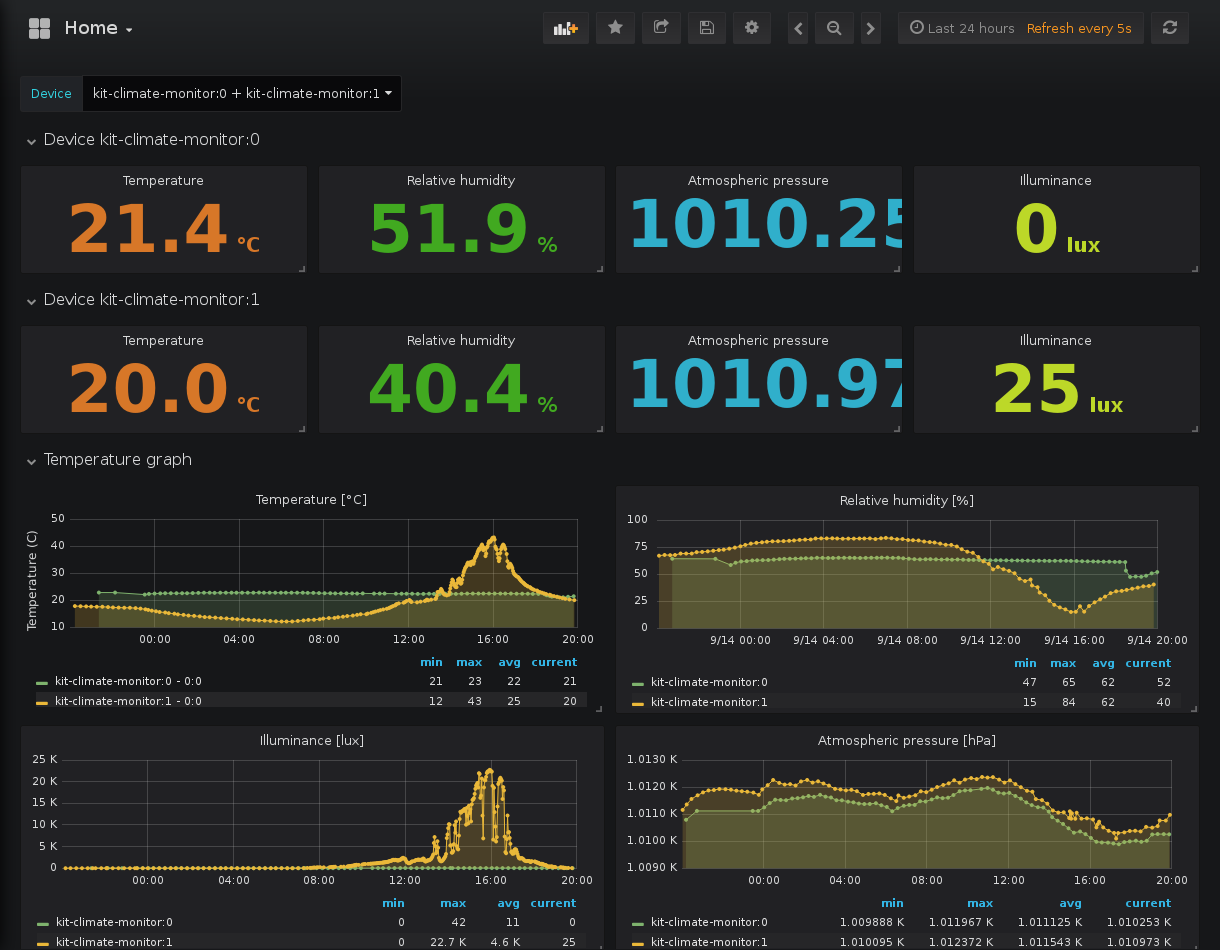 Home
Last 24 hours Refresh every 5s
Device kit-climate-monitor:0 + kit-climate-monitor:1
Device kit-climate-monitor:0
Temperature Relative humidity Atmospheric pressure Illuminance
21.4 °C 51.9 % 1010.25 0 lux
Device kit-climate-monitor:1
Temperature Relative humidity Atmospheric pressure Illuminance
20.0 °C 40.4 % 1010.97 25 lux
Temperature graph
Temperature [°C]
Temperature (C)
50
40
30
20
10
00:00 04:00 08:00 12:00 16:00 20:00
min max avg current
kit-climate-monitor:0 - 0:0 21 23 22 21
kit-climate-monitor:1 - 0:0 12 43 25 20
Relative humidity [%]
100
75
50
25
0
9/14 00:00 9/14 04:00 9/14 08:00 9/14 12:00 9/14 16:00 9/14 20:00
min max avg current
kit-climate-monitor:0 47 65 62 52
kit-climate-monitor:1 15 84 62 40
Illuminance [lux]
25 K
20 K
15 K
10 K
5 K
0
00:00 04:00 08:00 12:00 16:00 20:00
min max avg current
kit-climate-monitor:0 0 42 11 0
kit-climate-monitor:1 0 22.7 K 4.6 K 25
Atmospheric pressure [hPa]
1.0130 K
1.0120 K
1.0110 K
1.0100 K
1.0090 K
00:00 04:00 08:00 12:00 16:00 20:00
min max avg current
kit-climate-monitor:0 1.009888 K 1.011967 K 1.011125 K 1.010253 K
kit-climate-monitor:1 1.010095 K 1.012372 K 1.011543 K 1.010973 K